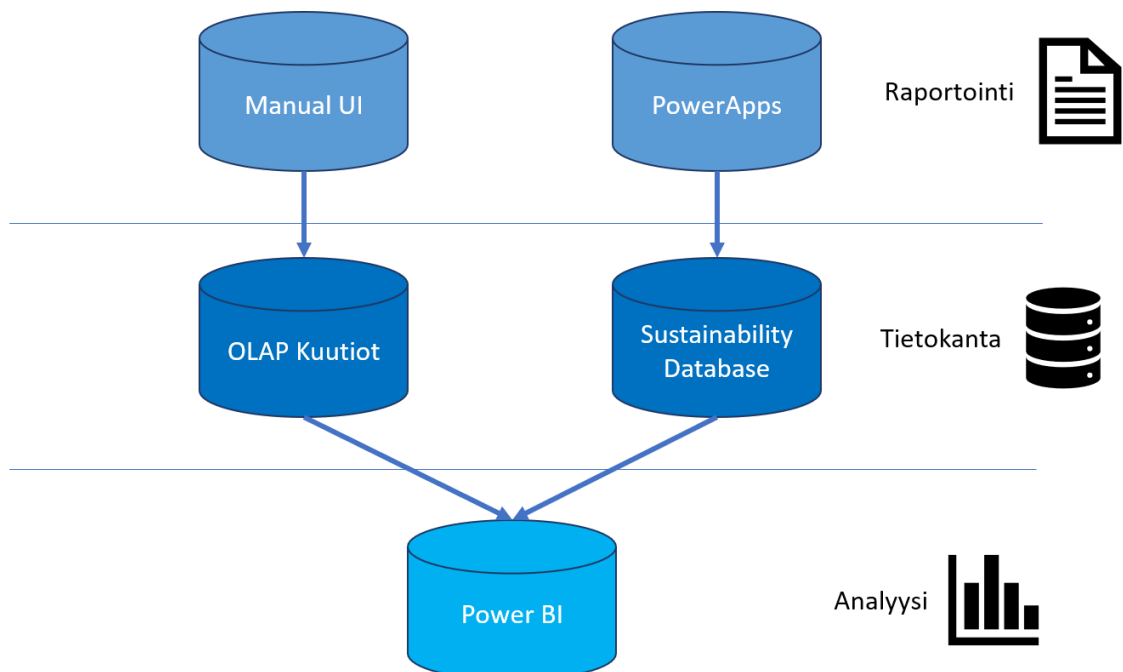 Manual UI
PowerApps
Raportointi
OLAP Kuutiot
Sustainability
Database
Tietokanta
Power BI
Analyysi